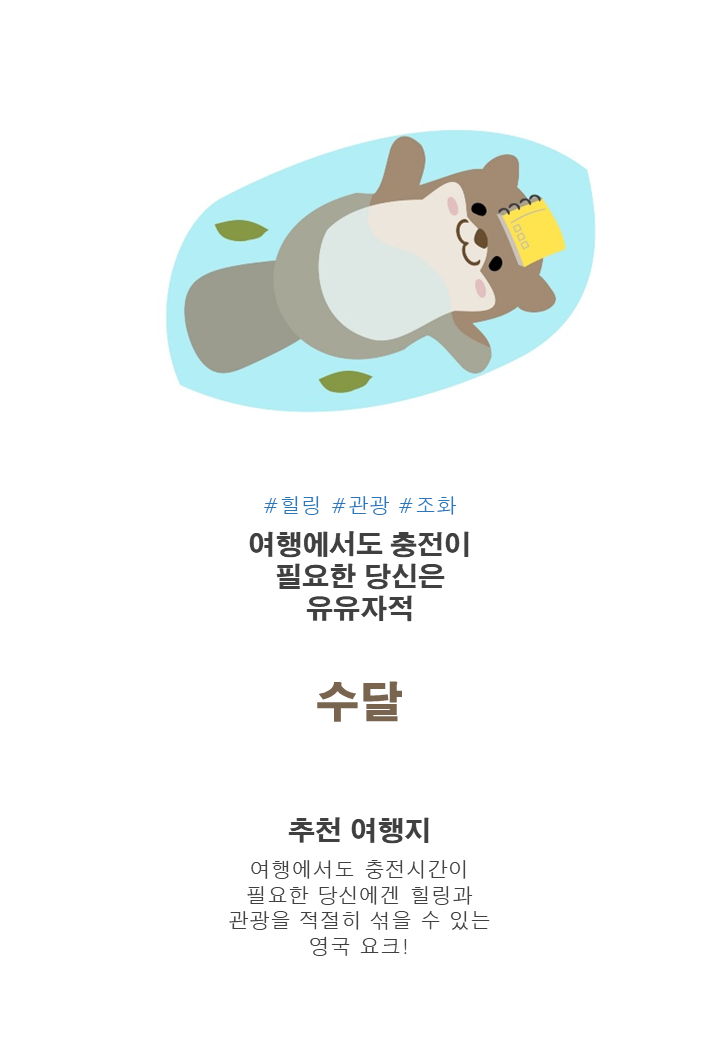 #힐링 #관광 #조화
여행에서도 충전이
필요한 당신은
유유자적
수달
추천 여행지
여행에서도 충전시간이
필요한 당신에겐 힐링과
관광을 적절히 섞을 수 있는
영국 요크!